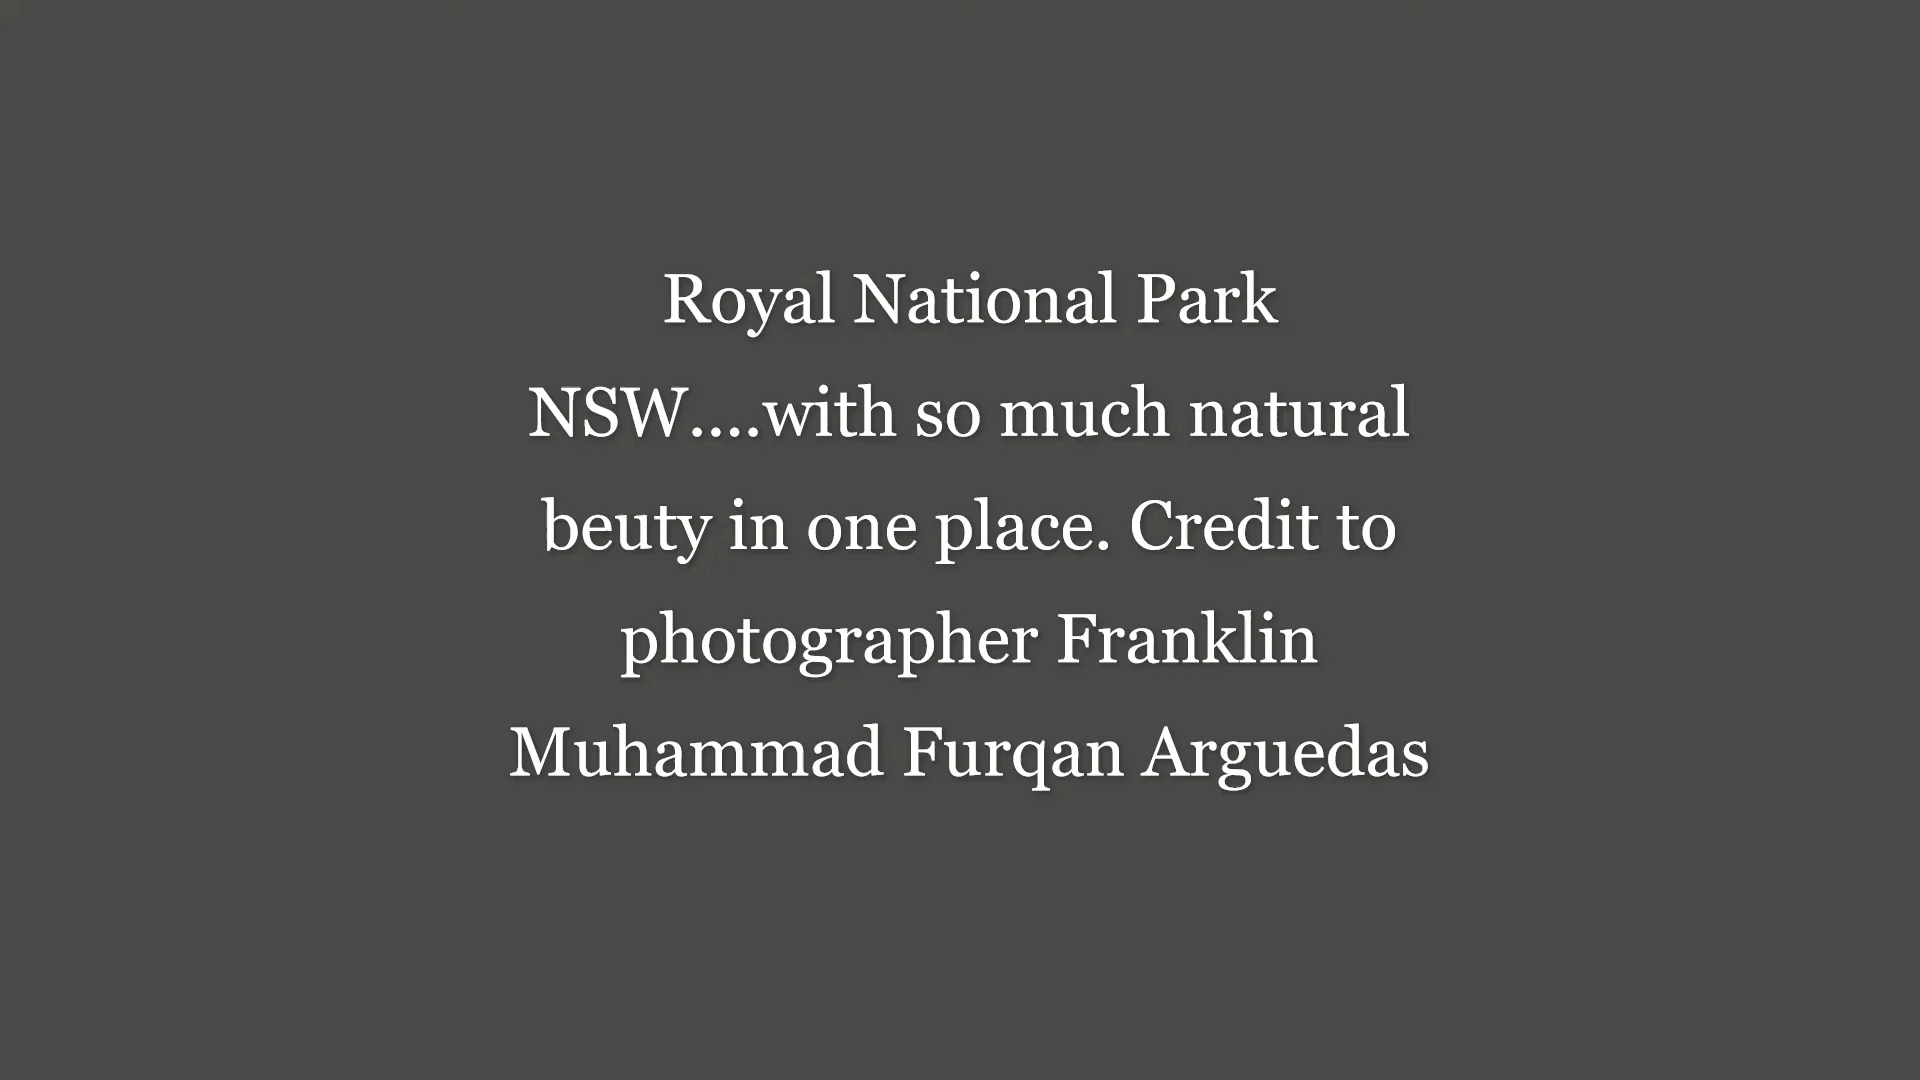 Royal National Park
NSW....with so much natural
beuty in one place. Credit to
photographer Franklin
Muhammad Furqan Arguedas